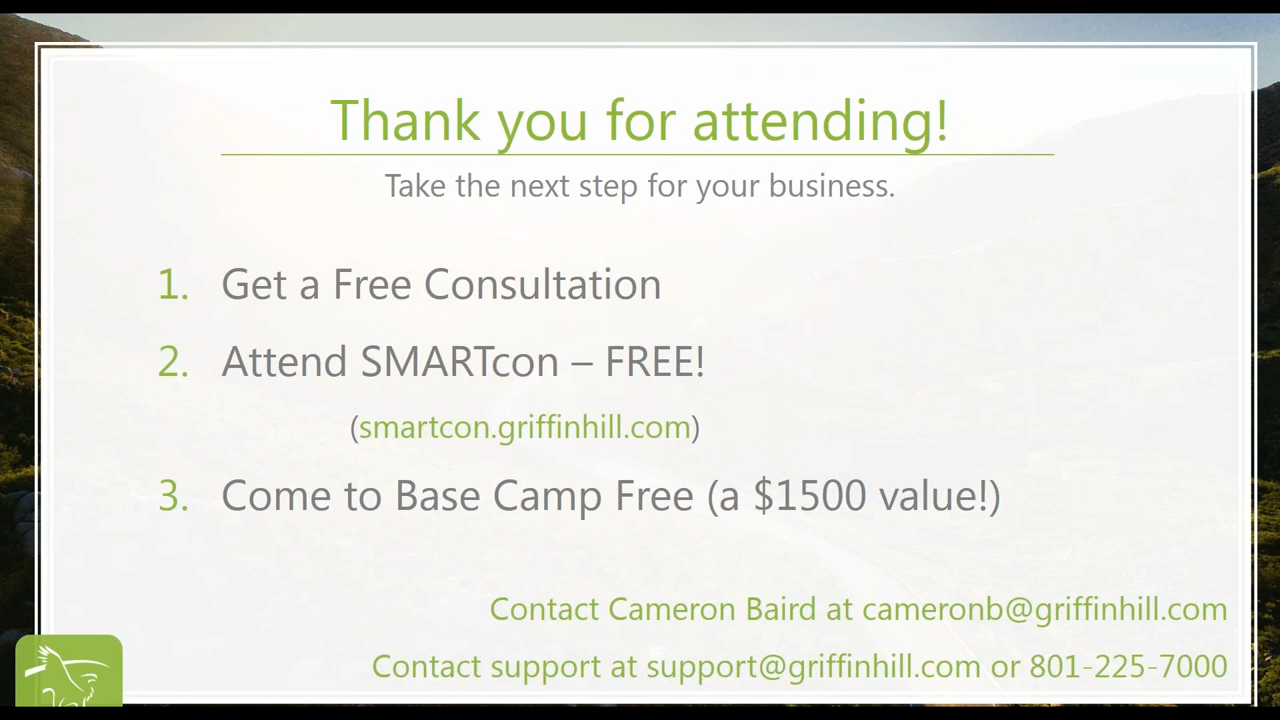 Thank you for attending!
Take the next step for your business.
1. Get a Free Consultation
2. Attend SMARTcon – FREE!
(smartcon.griffinhill.com)
3. Come to Base Camp Free (a $1500 value!)
Contact Cameron Baird at cameronb@griffinhill.com
Contact support at support@griffinhill.com or 801-225-7000